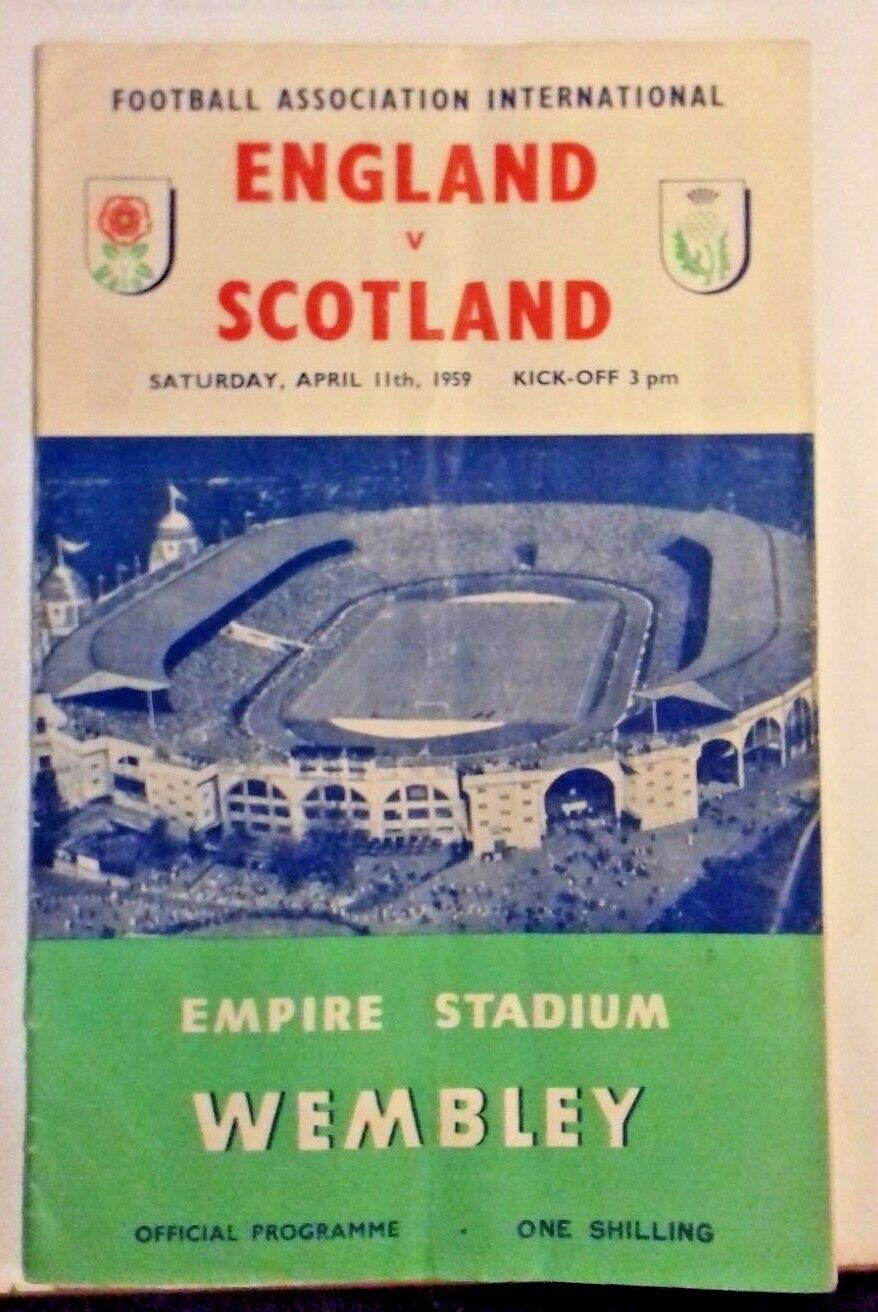 FOOTBALL ASSOCIATION INTERNATIONAL
ENGLAND
v
SCOTLAND
SATURDAY, APRIL 11th, 1959 KICK-OFF 3 pm
EMPIRE STADIUM
WEMBLEY
OFFICIAL PROGRAMME · ONE SHILLING